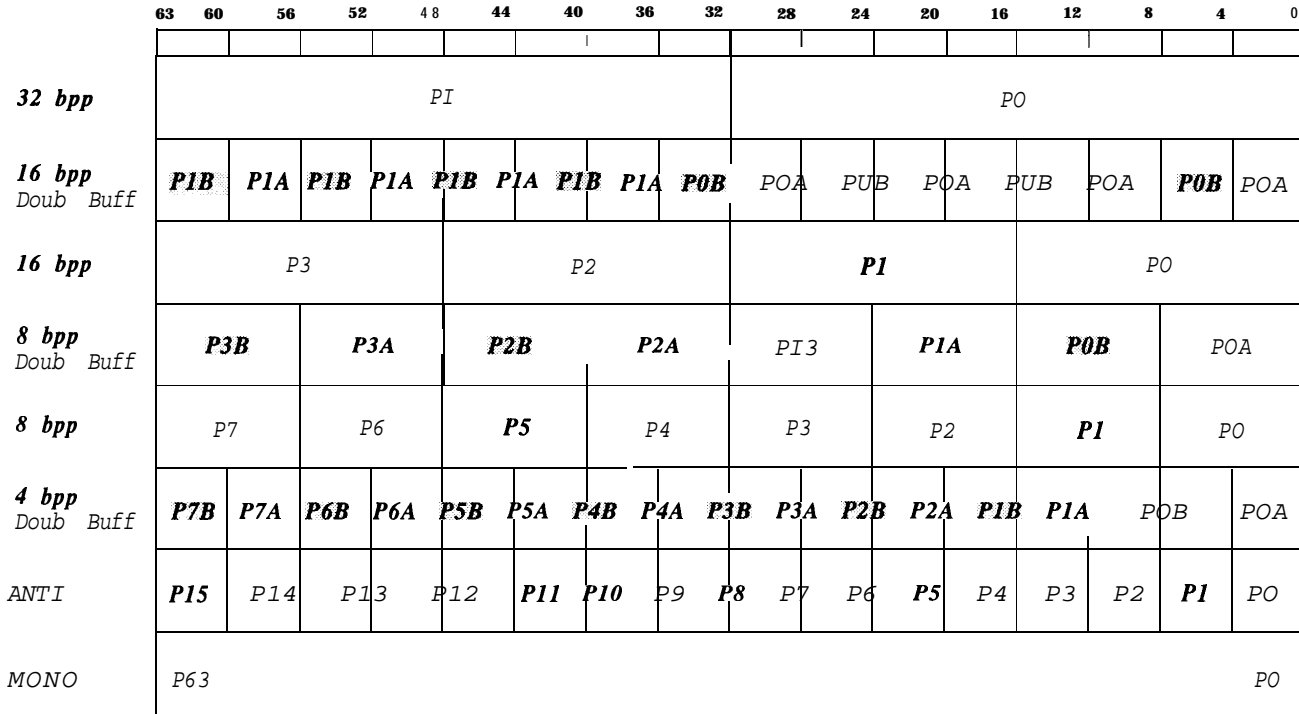 63 60 56 52 48 44 40 36 32 28 24 20 16 12 8 4 0
32 bpp PI PO
16 bpp P1B P1A P1B P1A P1B P1A P1B P1A P0B POA PUB POA PUB POA P0B POA
Doub Buff
16 bpp P3 P2 P1 PO
8 bpp P3B P3A P2B P2A PI3 P1A P0B POA
Doub Buff
8 bpp P7 P6 P5 P4 P3 P2 P1 PO
4 bpp P7B P7A P6B P6A P5B P5A P4B P4A P3B P3A P2B P2A P1B P1A POB POA
Doub Buff
ANTI P15 P14 P13 P12 P11 P10 P9 P8 P7 P6 P5 P4 P3 P2 P1 PO
MONO P63 PO